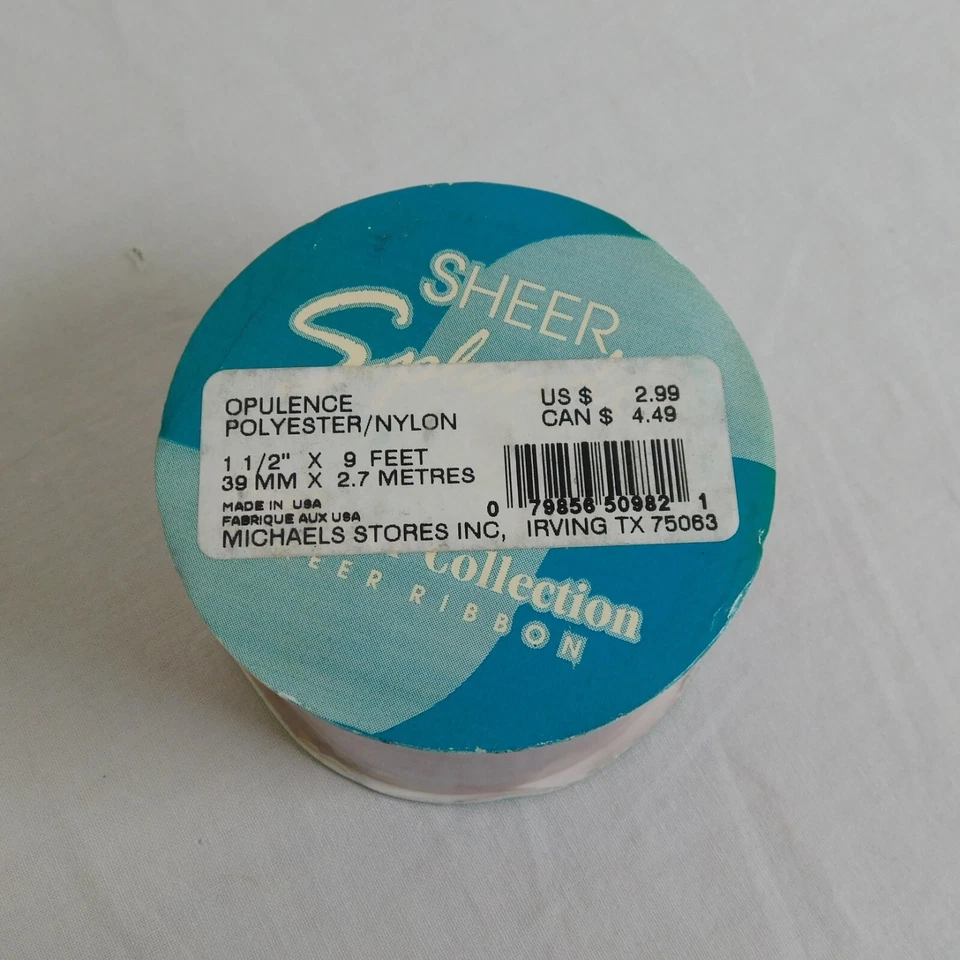 SHEER
OPULENCE
POLYESTER/NYLON
US $ 2.99
CAN $ 4.49
1 1/2" X 9 FEET
39 MM X 2.7 METRES
MADE IN USA
FABRIQUE AUX USA
0 79856 50982 1
MICHAELS STORES INC, IRVING TX 75063
Collection
RIBBON